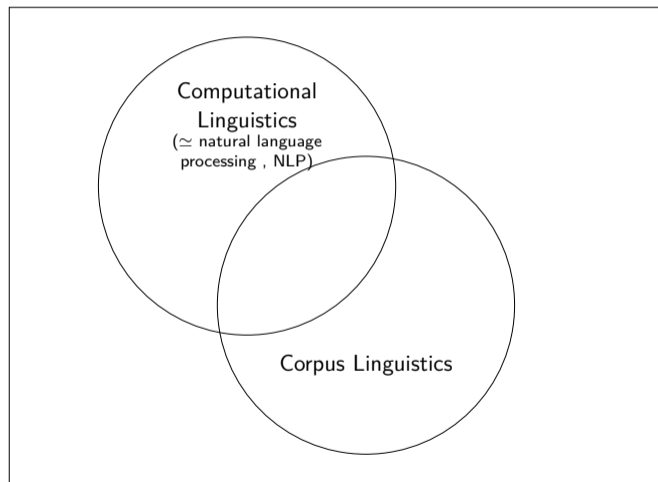 Computational
Linguistics
(≃ natural language
processing , NLP)
Corpus Linguistics